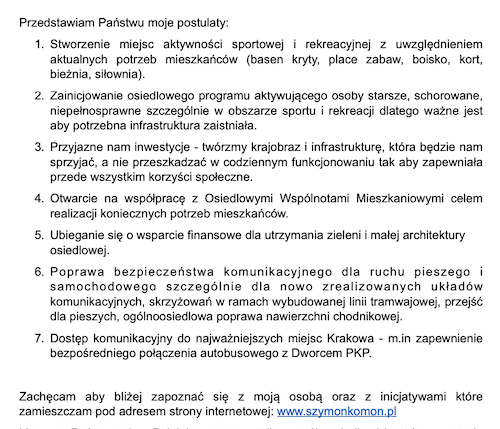 Przedstawiam Państwu moje postulaty:
1. Stworzenie miejsc aktywności sportowej i rekreacyjnej z uwzględnieniem
aktualnych potrzeb mieszkańców (basen kryty, place zabaw, boisko, kort,
bieżnia, siłownia).
2. Zainicjowanie osiedlowego programu aktywującego osoby starsze, schorowane,
niepełnosprawne szczególnie w obszarze sportu i rekreacji dlatego ważne jest
aby potrzebna infrastruktura zaistniała.
3. Przyjazne nam inwestycje - twórzmy krajobraz i infrastrukturę, która będzie nam
sprzyjać, a nie przeszkadzać w codziennym funkcjonowaniu tak aby zapewniała
przede wszystkim korzyści społeczne.
4. Otwarcie na współpracę z Osiedlowymi Wspólnotami Mieszkaniowymi celem
realizacji koniecznych potrzeb mieszkańców.
5. Ubieganie się o wsparcie finansowe dla utrzymania zieleni i małej architektury
osiedlowej.
6. Poprawa bezpieczeństwa komunikacyjnego dla ruchu pieszego i
samochodowego szczególnie dla nowo zrealizowanych układów
komunikacyjnych, skrzyżowań w ramach wybudowanej linii tramwajowej, przejść
dla pieszych, ogólnoosiedlowa poprawa nawierzchni chodnikowej.
7. Dostęp komunikacyjny do najważniejszych miejsc Krakowa - m.in zapewnienie
bezpośredniego połączenia autobusowego z Dworcem PKP.
Zachęcam aby bliżej zapoznać się z moją osobą oraz z inicjatywami które
zamieszczam pod adresem strony internetowej: www.szymonkomon.pl